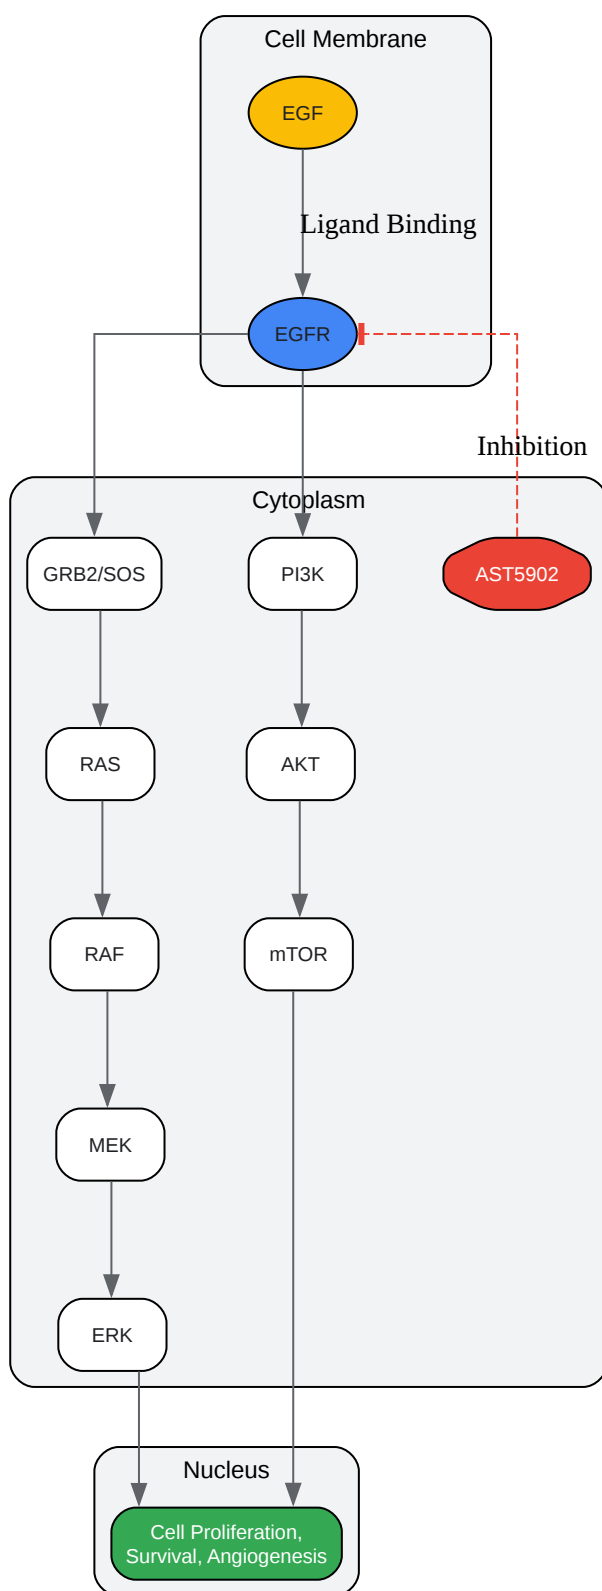 Cell Membrane
EGF
Ligand Binding
EGFR
Inhibition
Cytoplasm
GRB2/SOS
PI3K
AST5902
RAS
AKT
RAF
mTOR
MEK
ERK
Nucleus
Cell Proliferation,
Survival, Angiogenesis